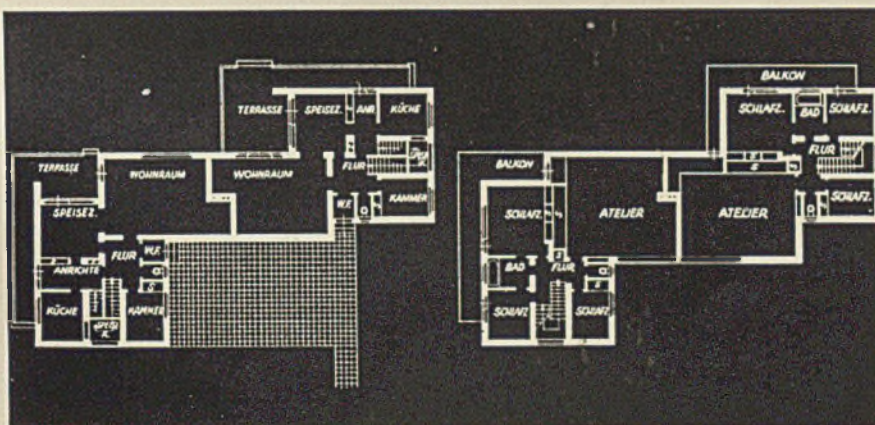 TERRASSE SPEISEZ. ANR KÜCHE
FLUR
TERRASSE
WOHNRAUM WOHNRAUM
KAMMER
SPEISEZ.
W.F.
FLUR W.F.
ANRICHTE
S
KÜCHE KAMMER
SPEISE
K.
BALKON
SCHLAFZ. BAD SCHLAFZ.
FLUR
BALKON
S
SCHLAFZ.
SCHLAFZ. ATELIER ATELIER
S
BAD FLUR
S
SCHLAFZ SCHLAFZ